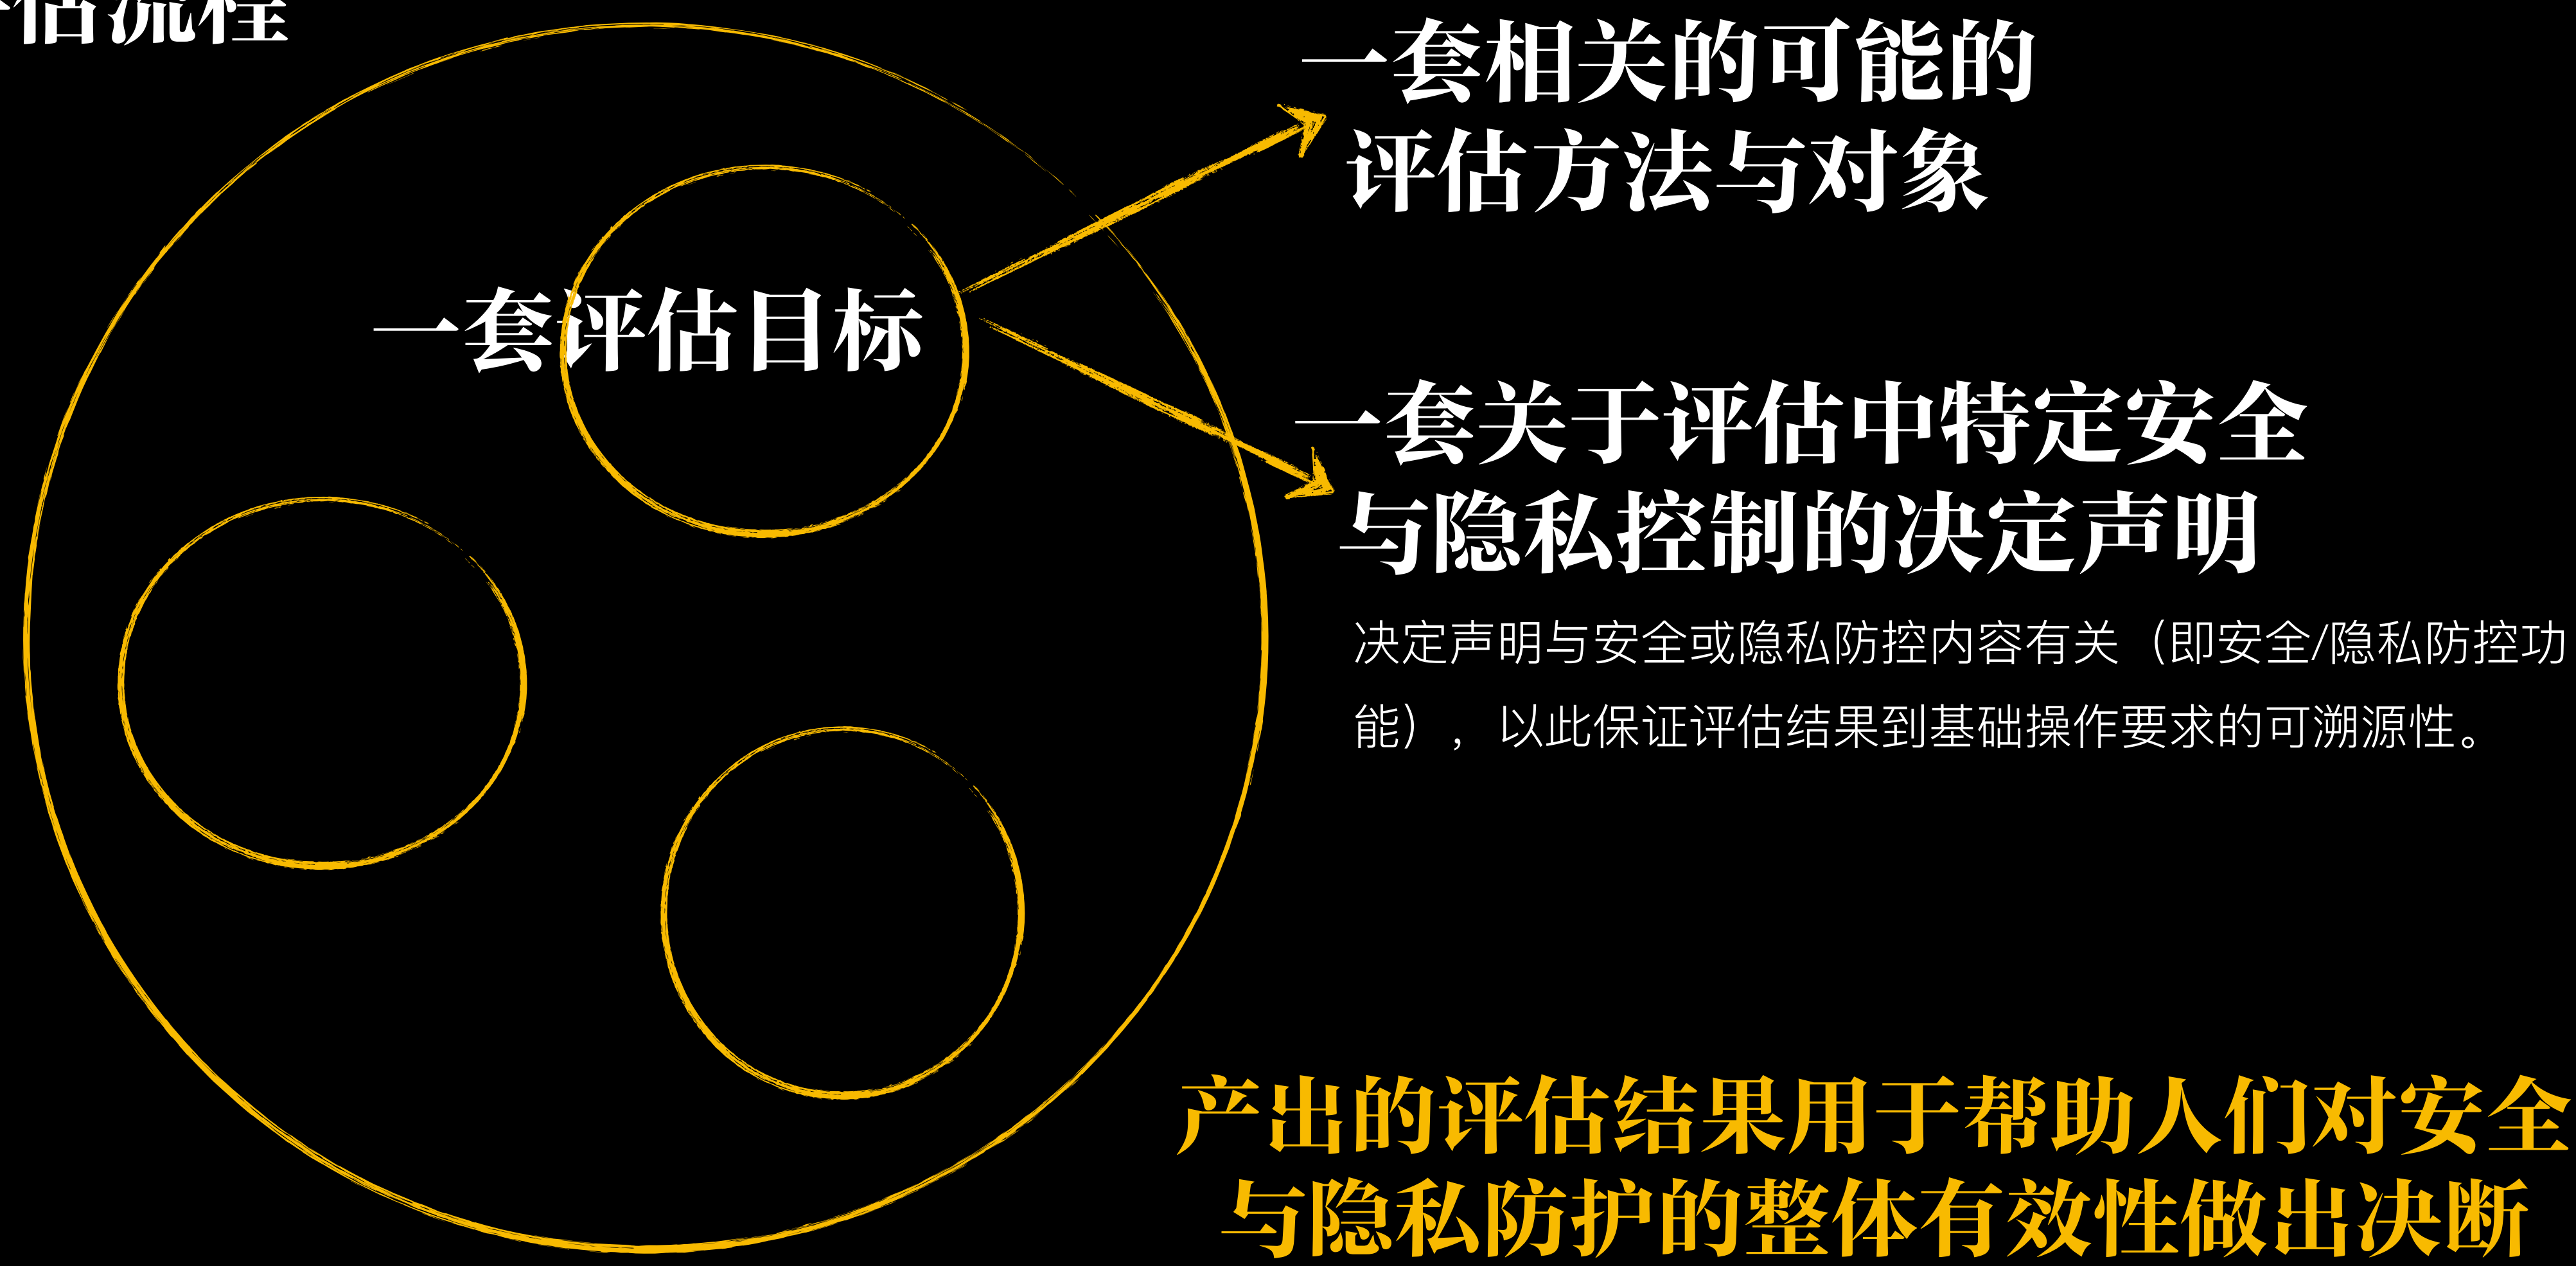 估流程
一套相关的可能的
评估方法与对象
一套评估目标
一套关于评估中特定安全
与隐私控制的决定声明
决定声明与安全或隐私防控内容有关（即安全/隐私防控功
能），以此保证评估结果到基础操作要求的可溯源性。
产出的评估结果用于帮助人们对安全
与隐私防护的整体有效性做出决断